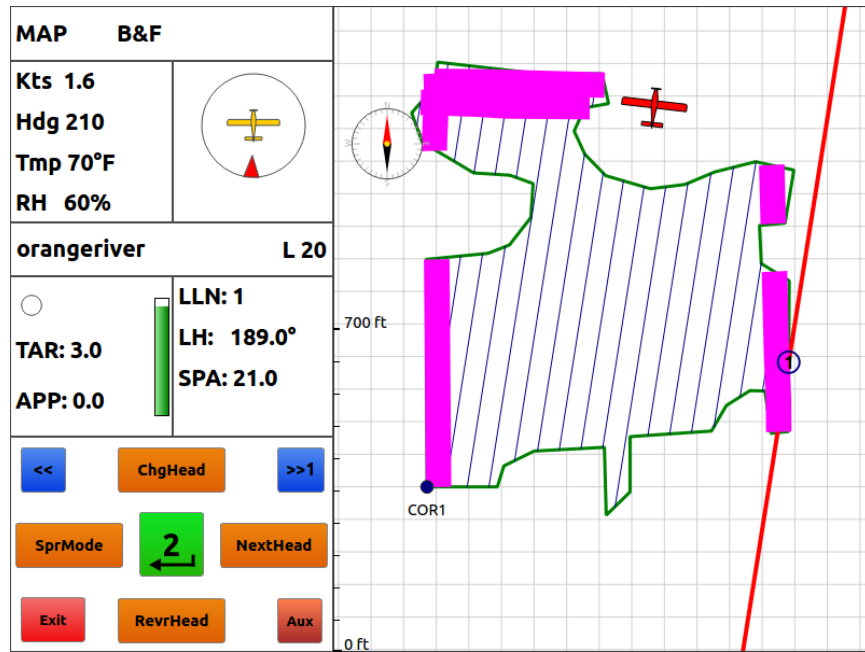 MAP B&F
Kts 1.6
Hdg 210
Tmp 70°F
RH 60%
orangeriver L 20
TAR: 3.0
APP: 0.0
LLN: 1
LH: 189.0°
SPA: 21.0
<< ChgHead >>1
SprMode 2 NextHead
Exit RevrHead Aux
N
E
S
W
700 ft
1
COR1
0 ft